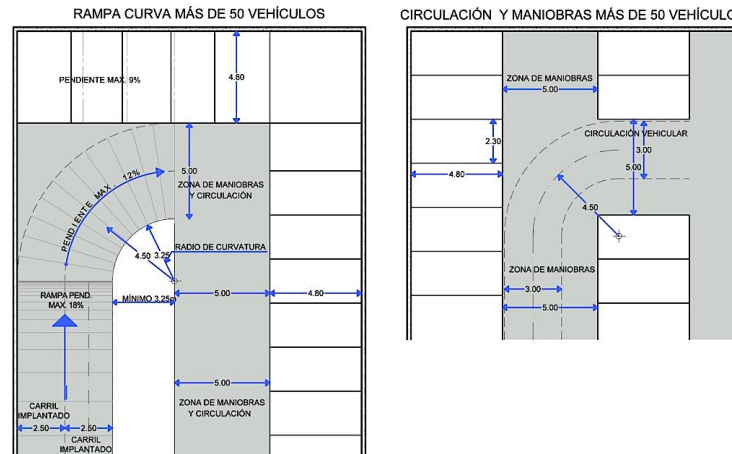 RAMPA CURVA MÁS DE 50 VEHÍCULOS
PENDIENTE MAX. 9%
4.80
PENDIENTE MAX. 12%
5.00
ZONA DE MANIOBRAS
Y CIRCULACIÓN
4.50
3.25
RADIO DE CURVATURA
RAMPA PEND.
MAX. 18%
MÍNIMO 3.25m
5.00
4.80
5.00
ZONA DE MANIOBRAS
Y CIRCULACIÓN
CARRIL
IMPLANTADO
2.50
2.50
CARRIL
IMPLANTADO
CIRCULACIÓN Y MANIOBRAS MÁS DE 50 VEHÍCULO
ZONA DE MANIOBRAS
5.00
2.30
CIRCULACIÓN VEHICULAR
3.00
5.00
4.80
4.50
ZONA DE MANIOBRAS
3.00
5.00